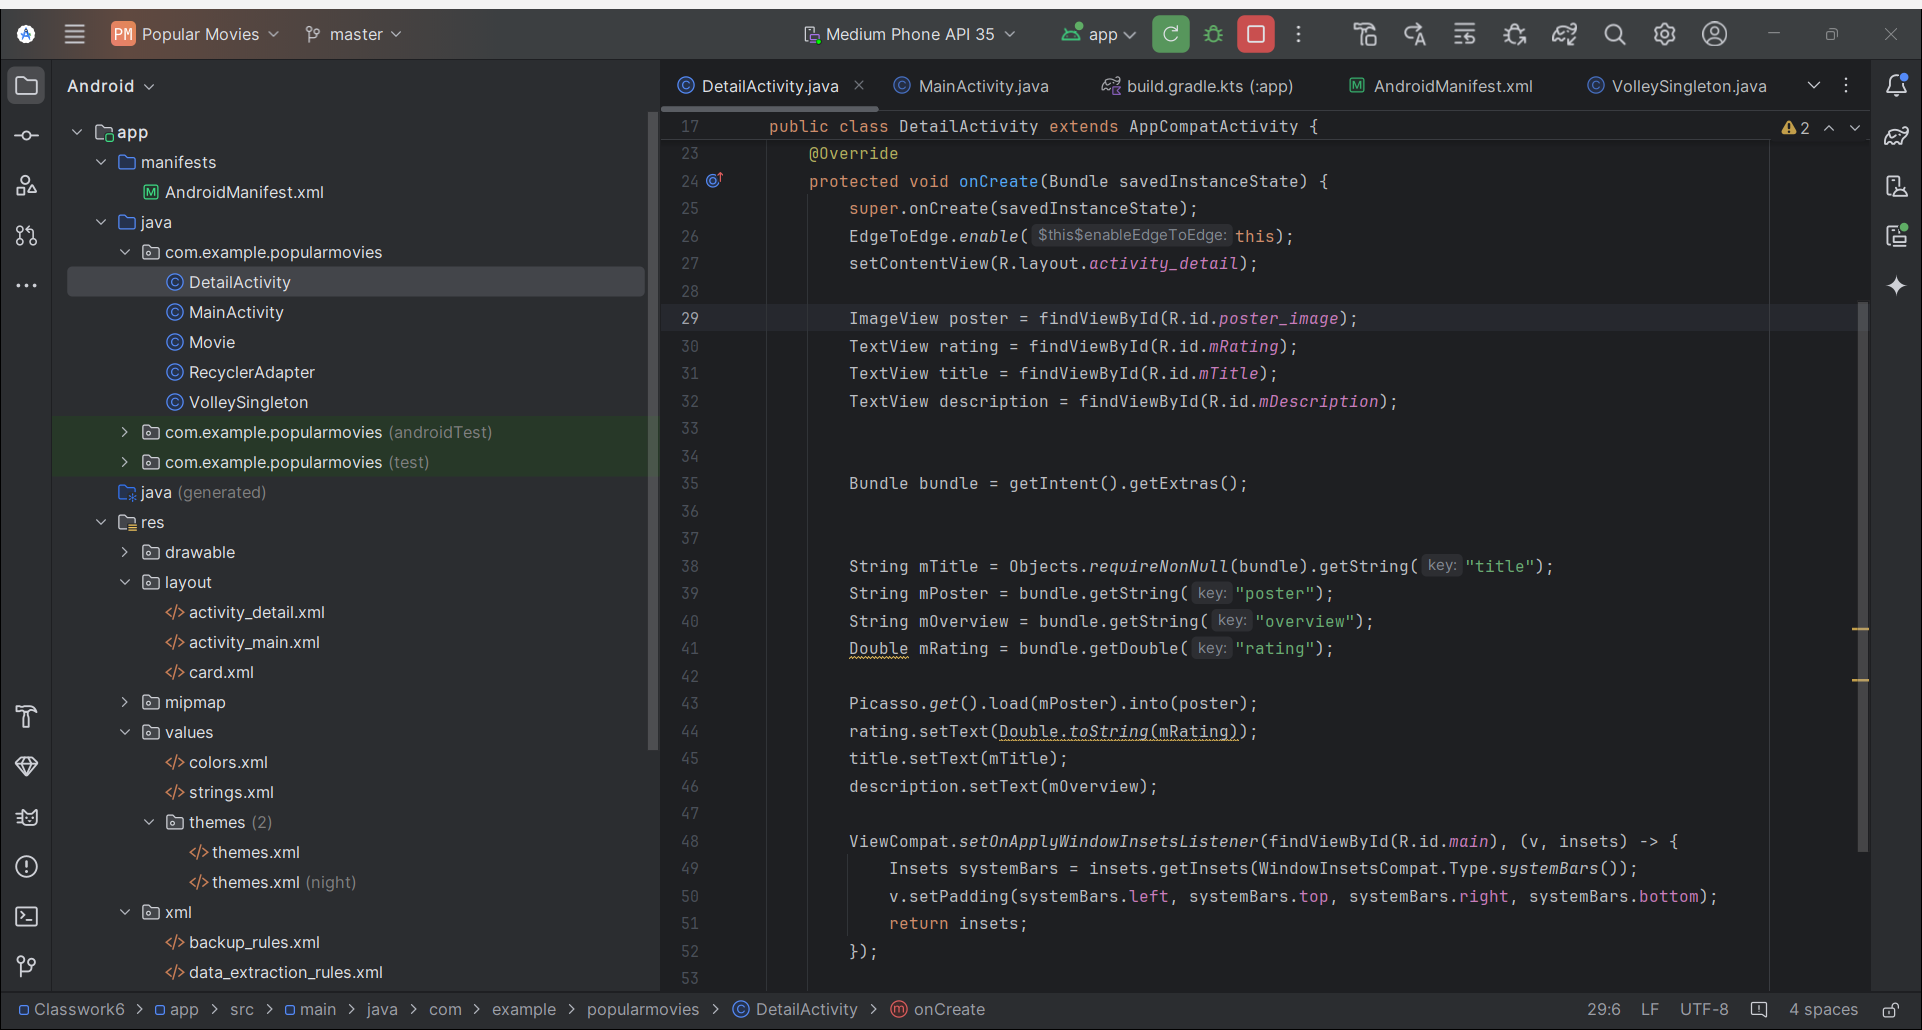 PM Popular Movies master Medium Phone API 35 app
Android
app
manifests
AndroidManifest.xml
java
com.example.popularmovies
DetailActivity
MainActivity
Movie
RecyclerAdapter
VolleySingleton
com.example.popularmovies (androidTest)
com.example.popularmovies (test)
java (generated)
res
drawable
layout
activity_detail.xml
activity_main.xml
card.xml
mipmap
values
colors.xml
strings.xml
themes (2)
themes.xml
themes.xml (night)
xml
backup_rules.xml
data_extraction_rules.xml
DetailActivity.java MainActivity.java build.gradle.kts (:app) AndroidManifest.xml VolleySingleton.java
17 public class DetailActivity extends AppCompatActivity { 2
23 @Override
24 protected void onCreate(Bundle savedInstanceState) {
25 super.onCreate(savedInstanceState);
26 EdgeToEdge.enable( $this$enableEdgeToEdge: this);
27 setContentView(R.layout.activity_detail);
28
29 ImageView poster = findViewById(R.id.poster_image);
30 TextView rating = findViewById(R.id.mRating);
31 TextView title = findViewById(R.id.mTitle);
32 TextView description = findViewById(R.id.mDescription);
33
34
35 Bundle bundle = getIntent().getExtras();
36
37
38 String mTitle = Objects.requireNonNull(bundle).getString( key: "title");
39 String mPoster = bundle.getString( key: "poster");
40 String mOverview = bundle.getString( key: "overview");
41 Double mRating = bundle.getDouble( key: "rating");
42
43 Picasso.get().load(mPoster).into(poster);
44 rating.setText(Double.toString(mRating));
45 title.setText(mTitle);
46 description.setText(mOverview);
47
48 ViewCompat.setOnApplyWindowInsetsListener(findViewById(R.id.main), (v, insets) -> {
49 Insets systemBars = insets.getInsets(WindowInsetsCompat.Type.systemBars());
50 v.setPadding(systemBars.left, systemBars.top, systemBars.right, systemBars.bottom);
51 return insets;
52 });
53
Classwork6 > app > src > main > java > com > example > popularmovies > DetailActivity > onCreate 29:6 LF UTF-8 4 spaces